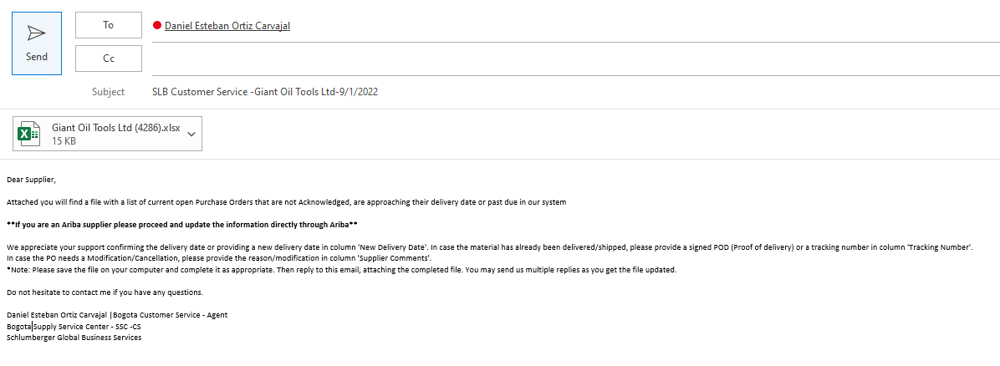 To
Daniel Esteban Ortiz Carvajal
Send
Cc
Subject
SLB Customer Service -Giant Oil Tools Ltd-9/1/2022
Giant Oil Tools Ltd (4286).xlsx
15 KB
Dear Supplier,
Attached you will find a file with a list of current open Purchase Orders that are not Acknowledged, are approaching their delivery date or past due in our system
**If you are an Ariba supplier please proceed and update the information directly through Ariba**
We appreciate your support confirming the delivery date or providing a new delivery date in column 'New Delivery Date'. In case the material has already been delivered/shipped, please provide a signed POD (Proof of delivery) or a tracking number in column 'Tracking Number'.
In case the PO needs a Modification/Cancellation, please provide the reason/modification in column 'Supplier Comments'.
*Note: Please save the file on your computer and complete it as appropriate. Then reply to this email, attaching the completed file. You may send us multiple replies as you get the file updated.
Do not hesitate to contact me if you have any questions.
Daniel Esteban Ortiz Carvajal |Bogota Customer Service - Agent
Bogota|Supply Service Center - SSC -CS
Schlumberger Global Business Services